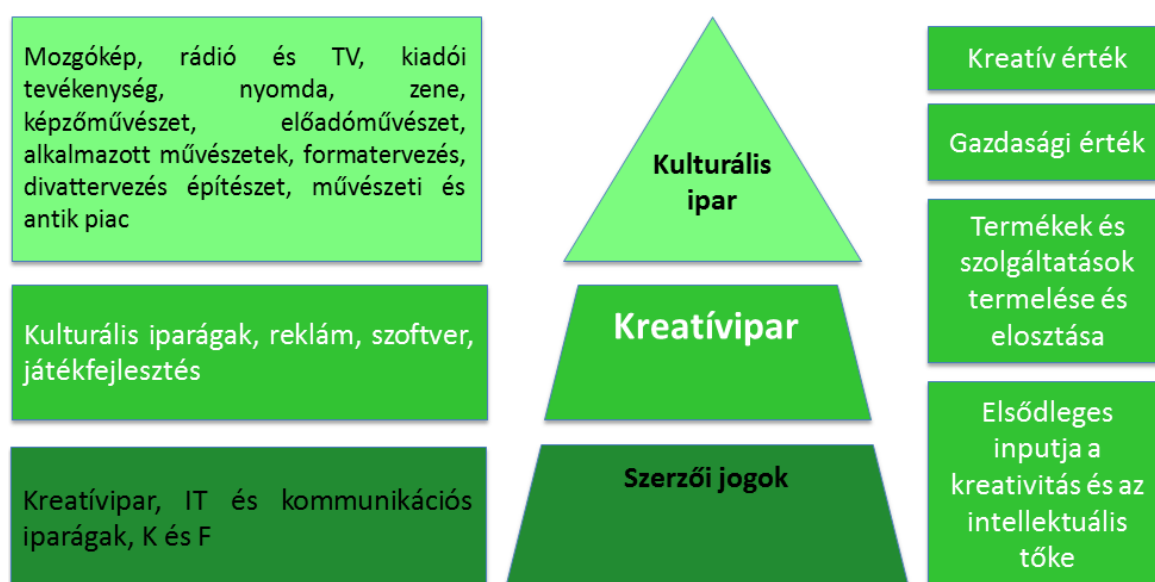 Mozgókép, rádió és TV, kiadói
tevékenység, nyomda, zene,
képzőművészet, előadóművészet,
alkalmazott művészetek, formatervezés,
divattervezés építészet, művészeti és
antik piac
Kulturális
ipar
Kreatív érték
Gazdasági érték
Termékek és
szolgáltatások
termelése és
elosztása
Kulturális iparágak, reklám, szoftver,
játékfejlesztés
Kreatívipar
Kreatívipar, IT és kommunikációs
iparágak, K és F
Szerzői jogok
Elsődleges
inputja a
kreativitás és az
intellektuális
tőke